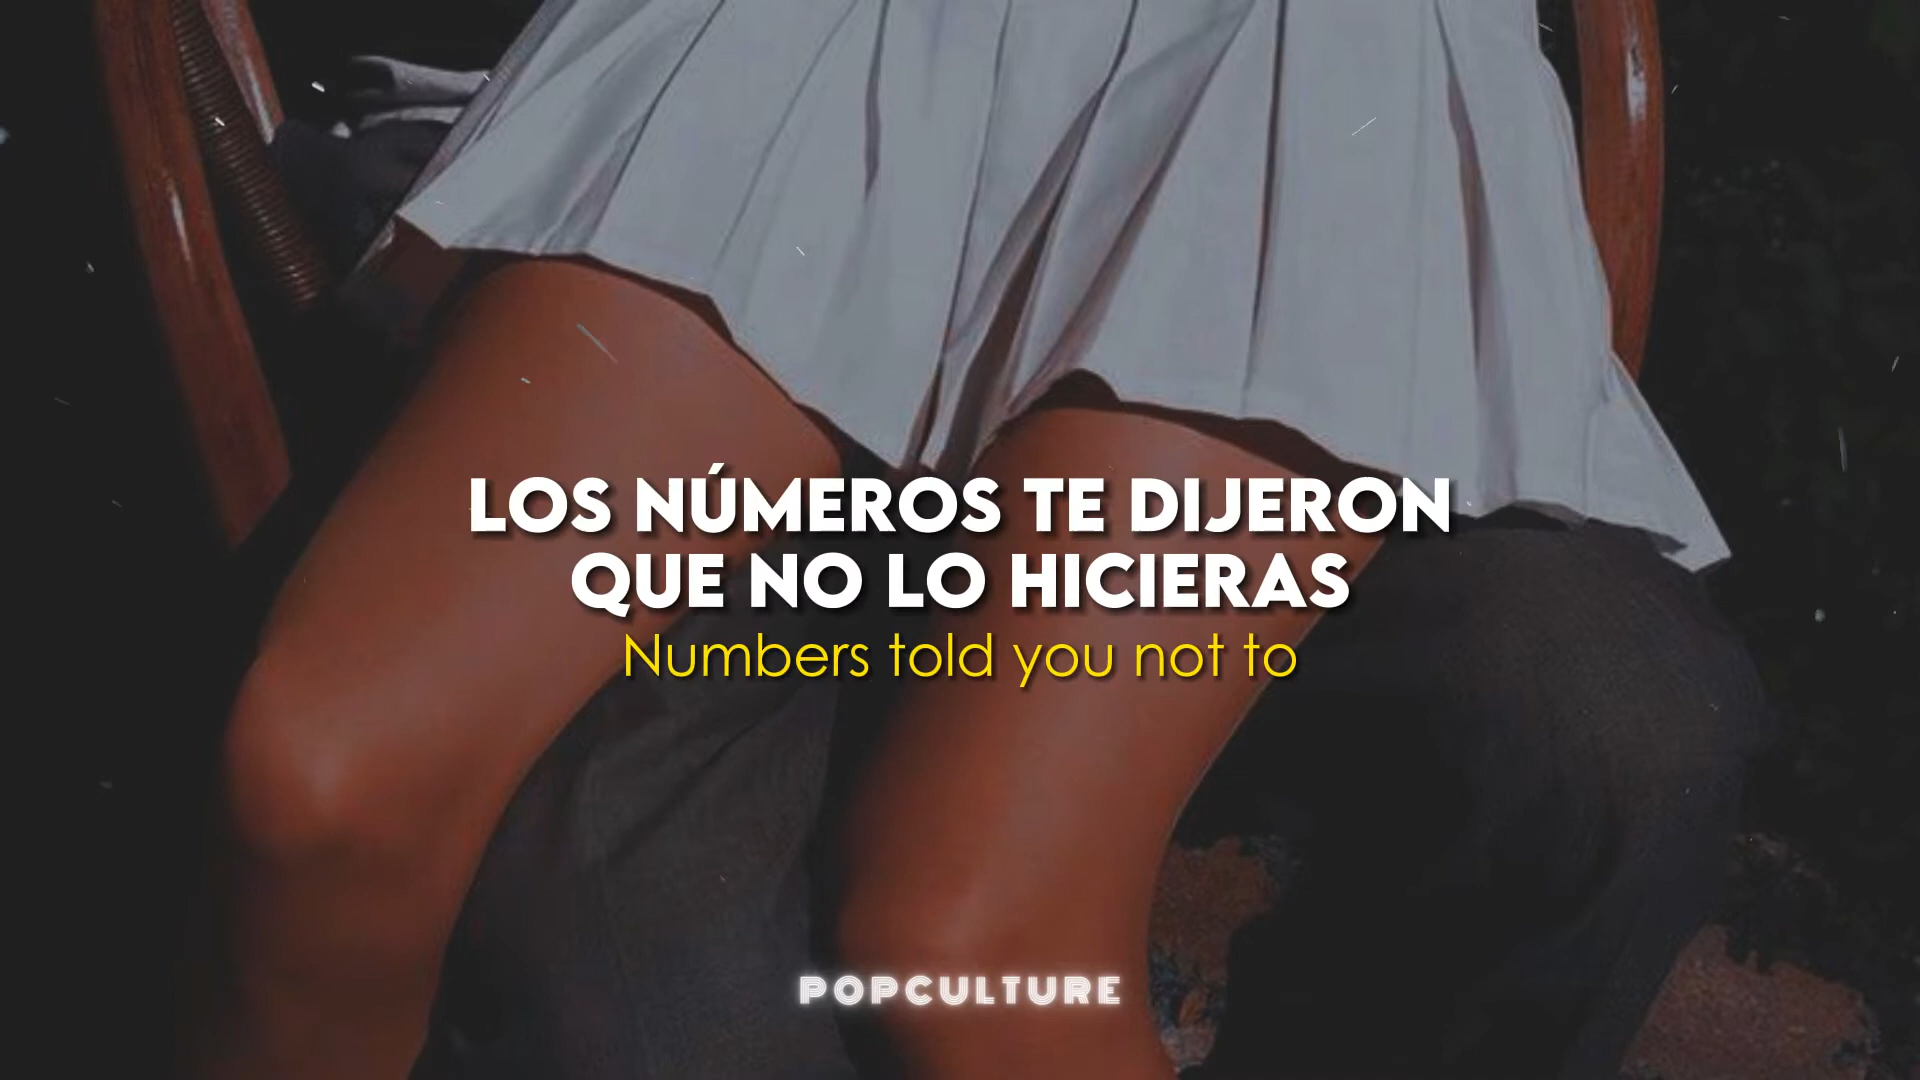 LOS NÚMEROS TE DIJERON
QUE NO LO HICIERAS
Numbers told you not to
POPCULTURE